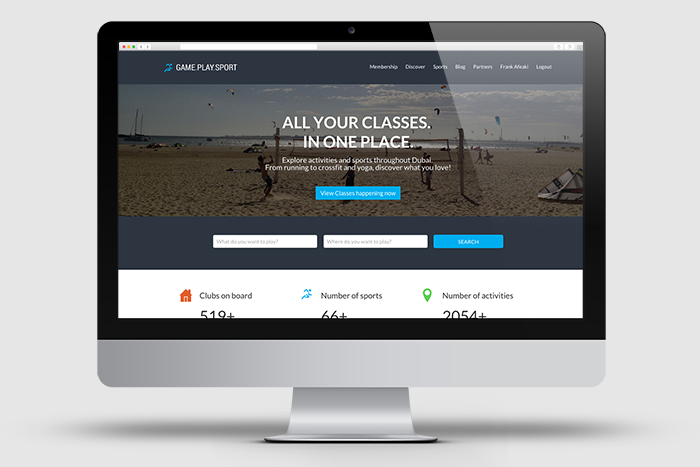 GAME PLAY.SPORT
Membership Discover Sports Blog Partners Frank Afeaki Logout
ALL YOUR CLASSES.
IN ONE PLACE.
Explore activities and sports throughout Dubai.
From running to crossfit and yoga, discover what you love!
View Classes happening now
What do you want to play? Where do you want to play? SEARCH
Clubs on board Number of sports Number of activities
519+ 66+ 2054+